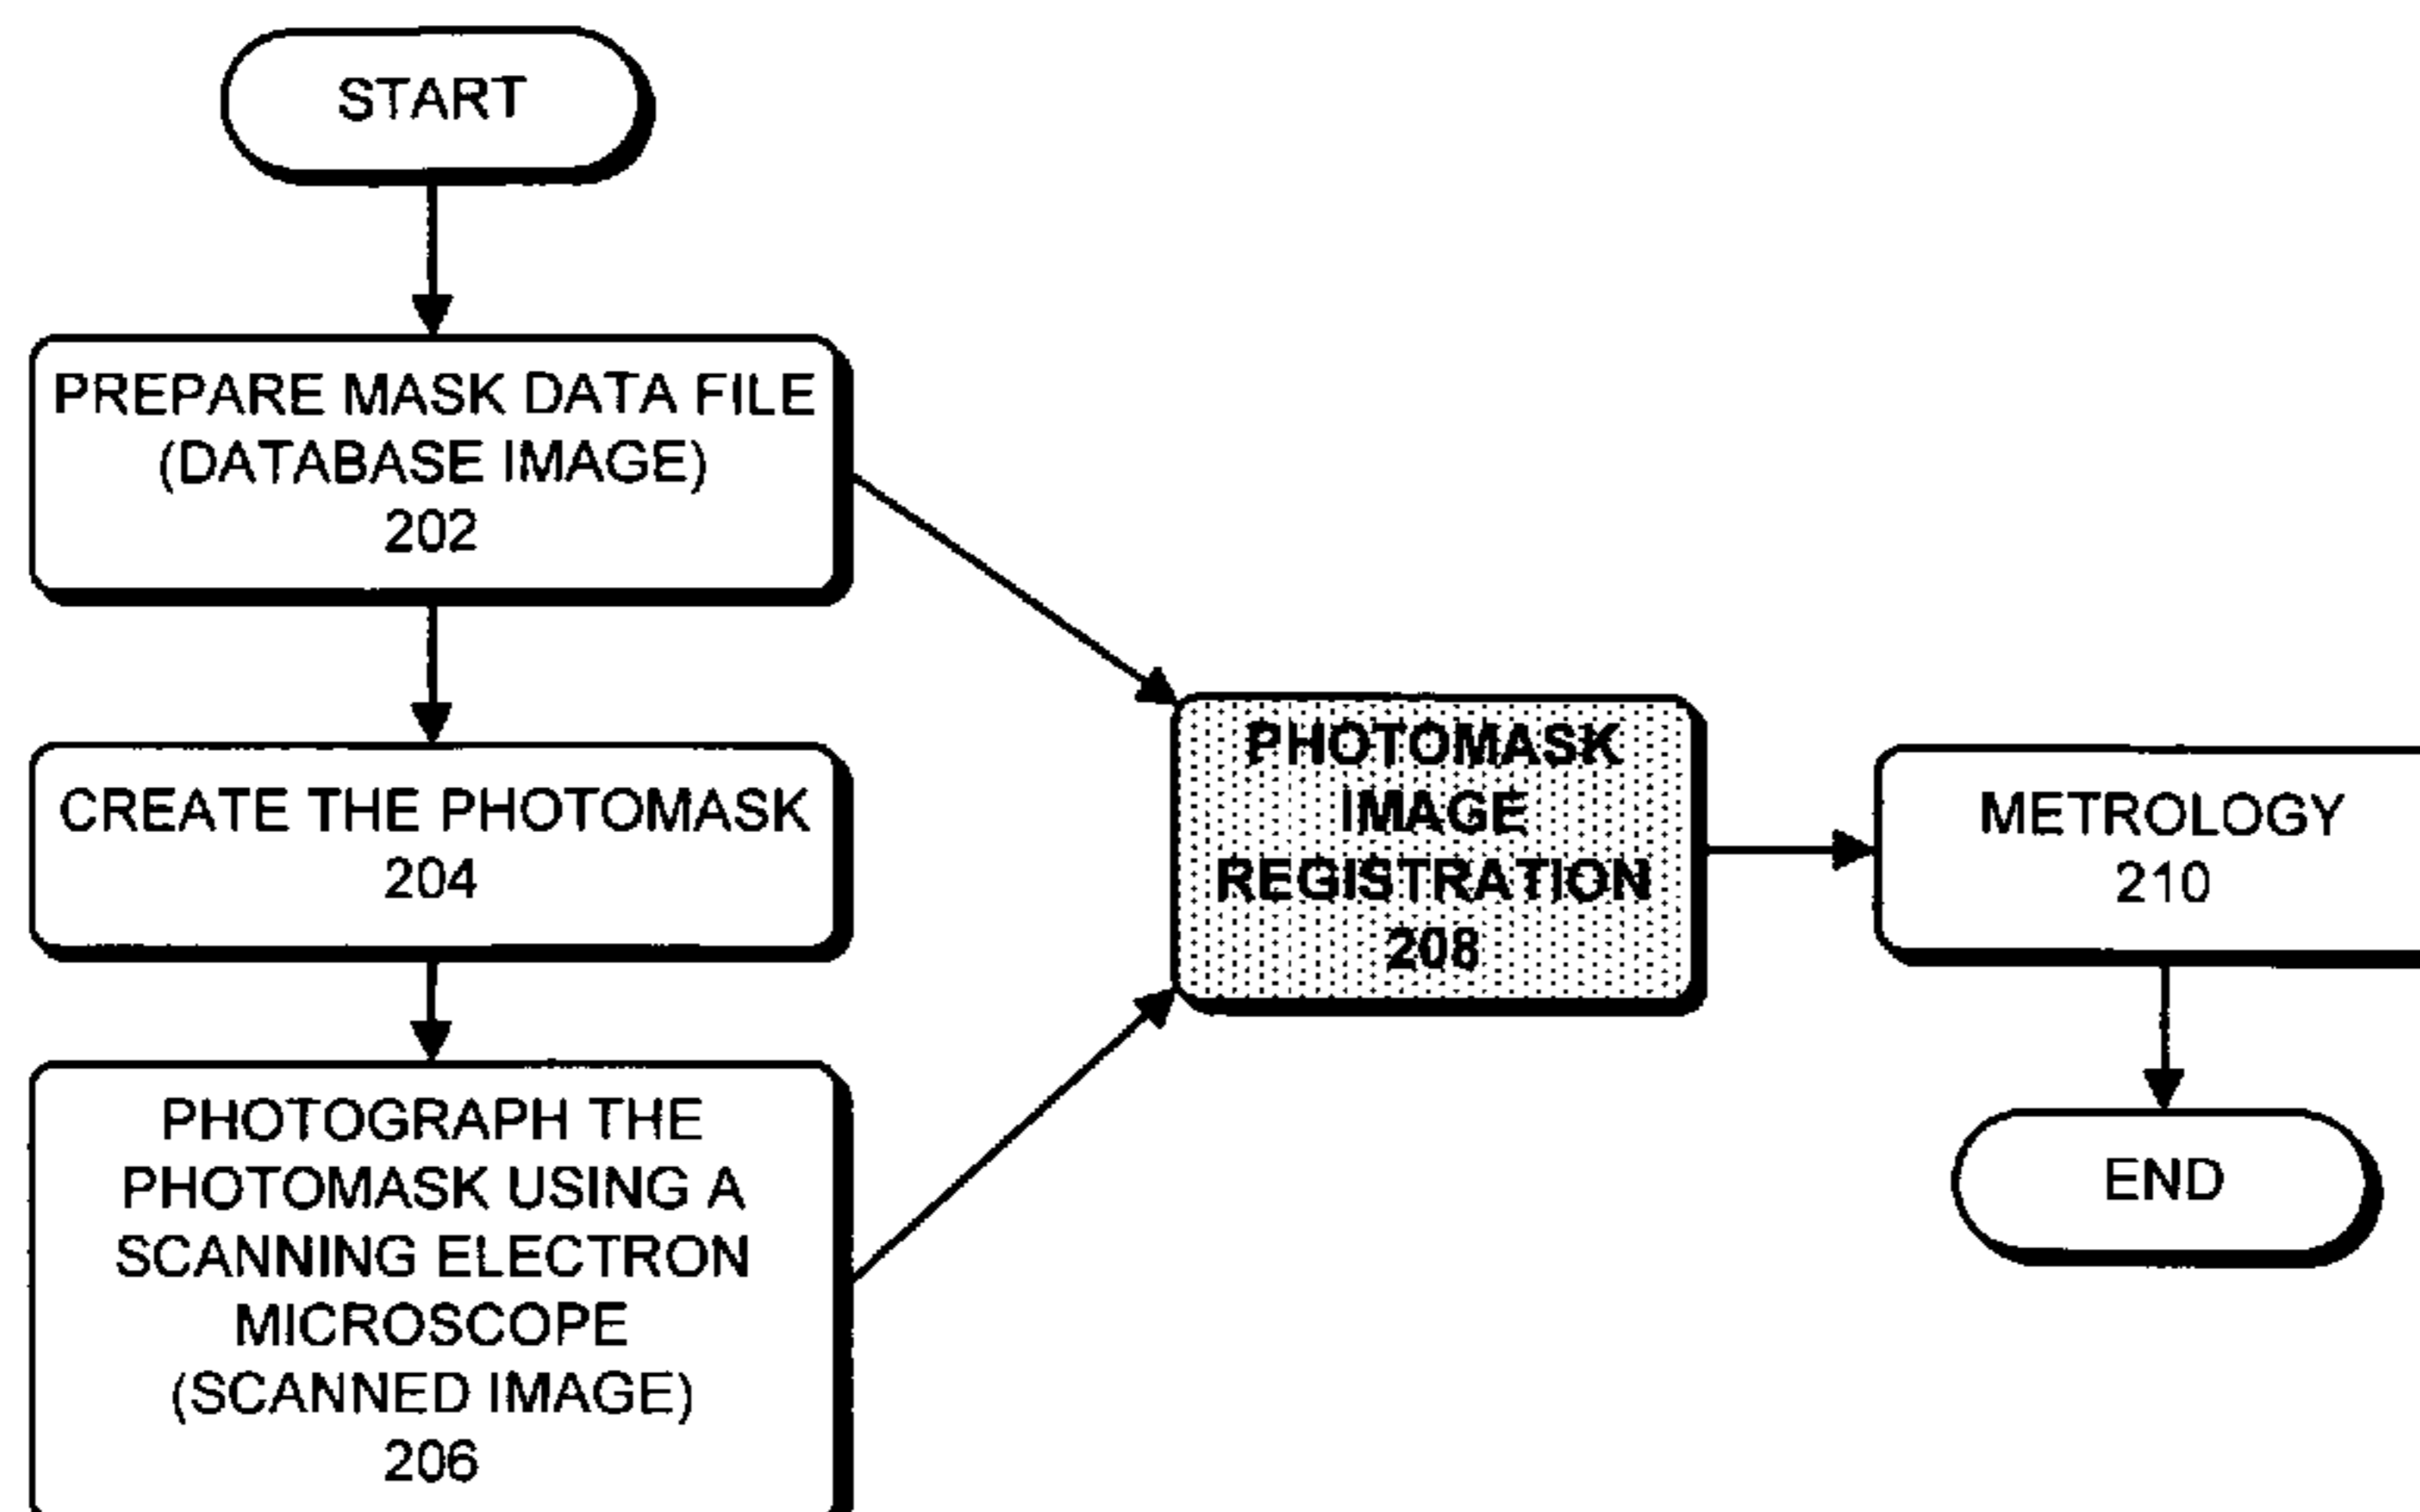 START
PREPARE MASK DATA FILE
(DATABASE IMAGE)
202
CREATE THE PHOTOMASK
204
PHOTOGRAPH THE
PHOTOMASK USING A
SCANNING ELECTRON
MICROSCOPE
(SCANNED IMAGE)
206
PHOTOMASK
IMAGE
REGISTRATION
208
METROLOGY
210
END